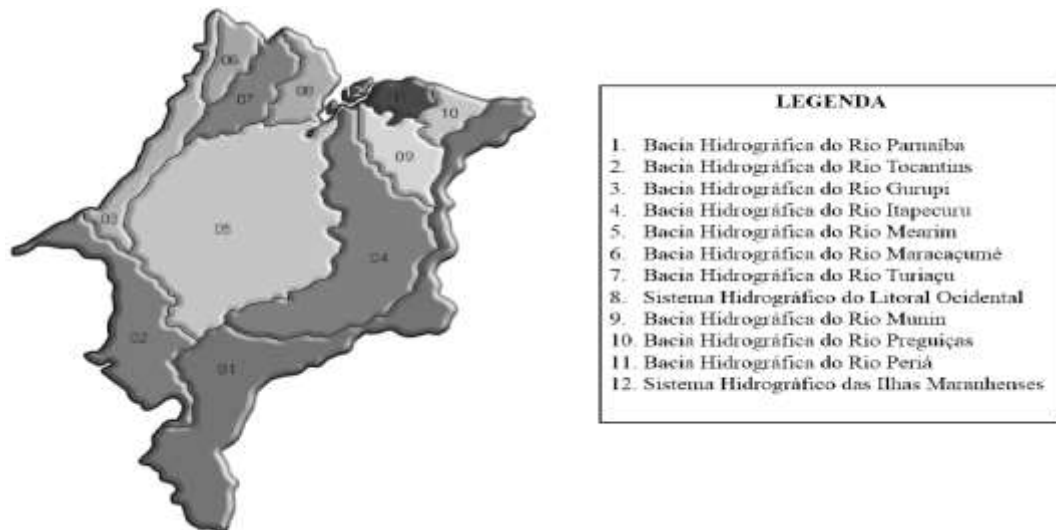 06
07
08
11
10
09
03
05
04
02
01
LEGENDA
1. Bacia Hidrográfica do Rio Parnaíba
2. Bacia Hidrográfica do Rio Tocantins
3. Bacia Hidrográfica do Rio Gurupi
4. Bacia Hidrográfica do Rio Itapecuru
5. Bacia Hidrográfica do Rio Mearim
6. Bacia Hidrográfica do Rio Maracaçumé
7. Bacia Hidrográfica do Rio Turiaçu
8. Sistema Hidrográfico do Litoral Ocidental
9. Bacia Hidrográfica do Rio Munin
10. Bacia Hidrográfica do Rio Preguiças
11. Bacia Hidrográfica do Rio Periá
12. Sistema Hidrográfico das Ilhas Maranhenses